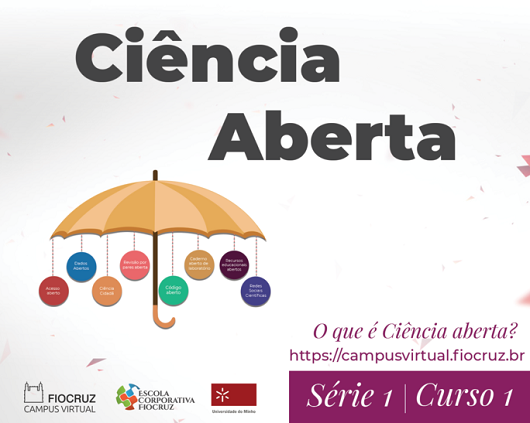 Ciência
Aberta
Acesso
aberto
Dados
Abertos
Ciência
Cidadã
Revisão por
pares aberta
Código
aberto
Caderno
aberto de
laboratório
Recursos
educacionais
abertos
Redes
Sociais
Científicas
O que é Ciência aberta?
https://campusvirtual.fiocruz.br
Série 1 | Curso 1
FIOCRUZ
CAMPUS VIRTUAL
ESCOLA
CORPORATIVA
FIOCRUZ
Universidade do Minho